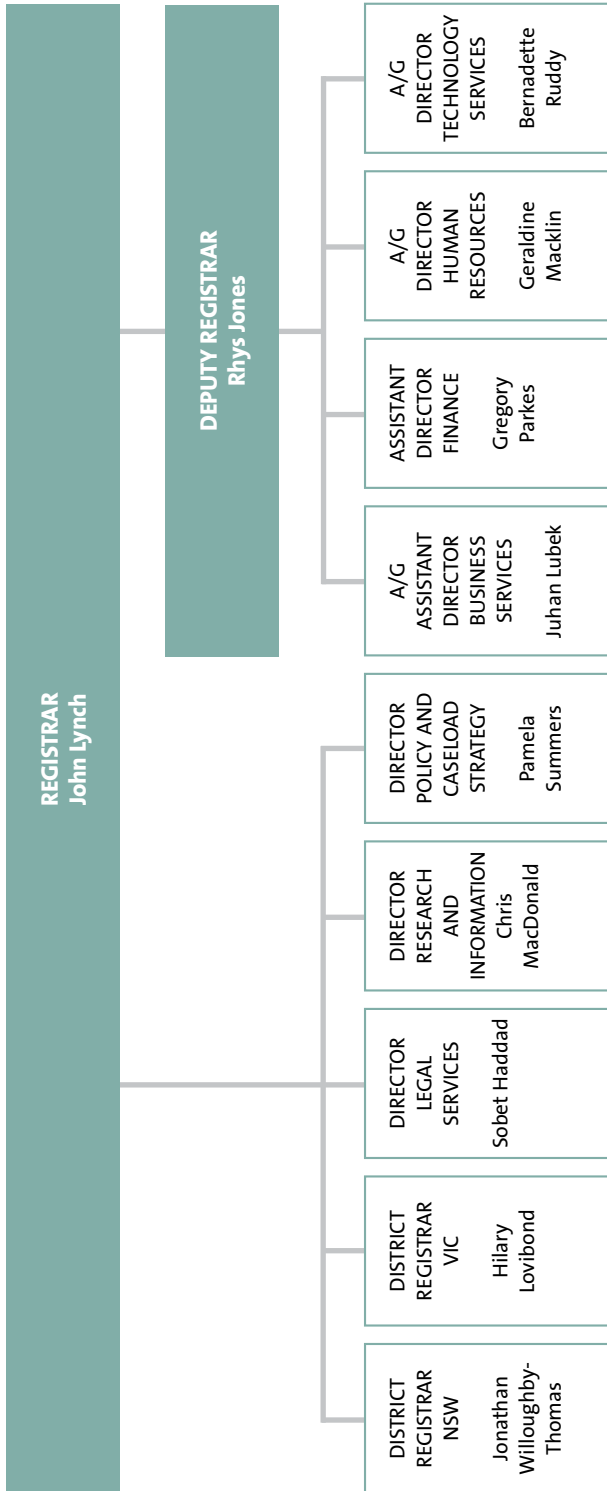 REGISTRAR
John Lynch
DEPUTY REGISTRAR
Rhys Jones
DISTRICT
REGISTRAR
NSW
Jonathan
Willoughby-
Thomas
DISTRICT
REGISTRAR
VIC
Hilary
Lovibond
DIRECTOR
LEGAL
SERVICES
Sobet Haddad
DIRECTOR
RESEARCH
AND
INFORMATION
Chris
MacDonald
DIRECTOR
POLICY AND
CASELOAD
STRATEGY
Pamela
Summers
A/G
ASSISTANT
DIRECTOR
BUSINESS
SERVICES
Juhan Lubek
ASSISTANT
DIRECTOR
FINANCE
Gregory
Parkes
A/G
DIRECTOR
HUMAN
RESOURCES
Geraldine
Macklin
A/G
DIRECTOR
TECHNOLOGY
SERVICES
Bernadette
Ruddy